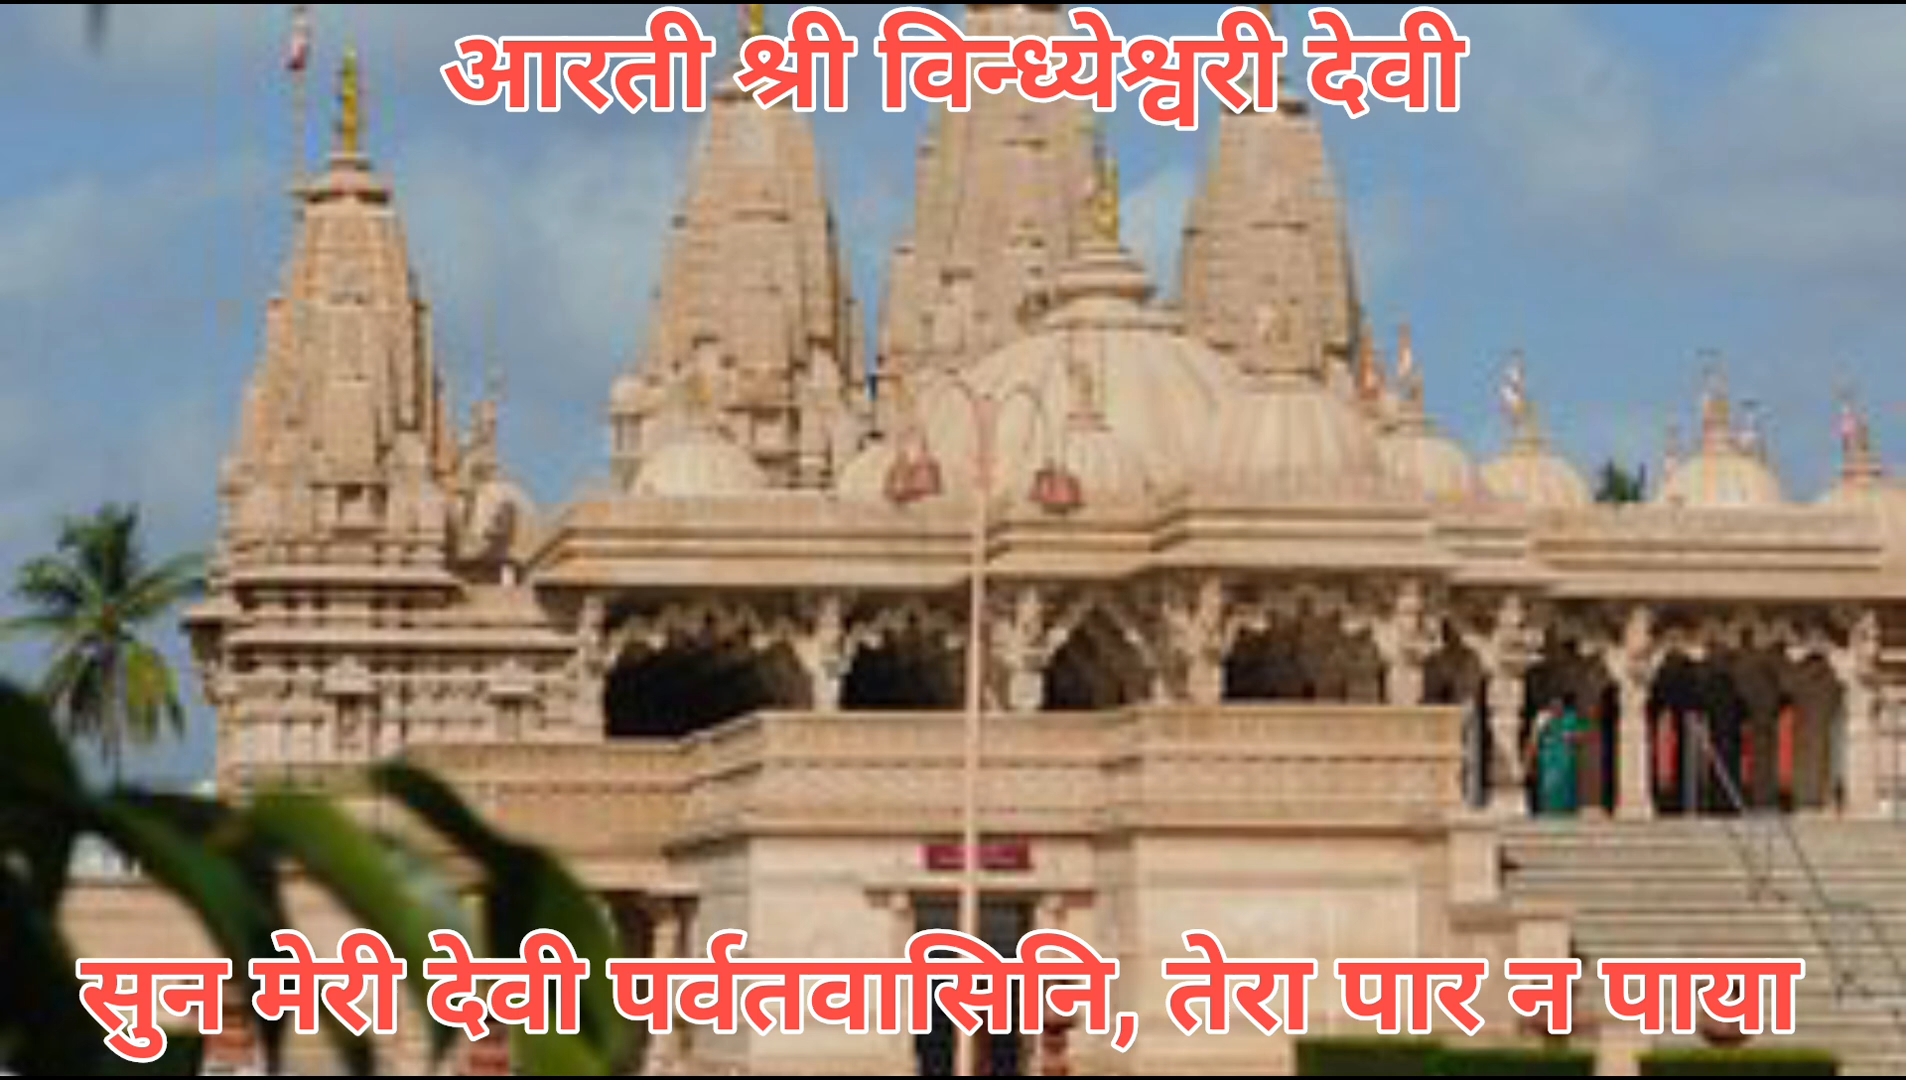 आरती श्री विन्ध्येश्वरी देवी
सुन मेरी देवी पर्वतवासिनि, तेरा पार न पाया